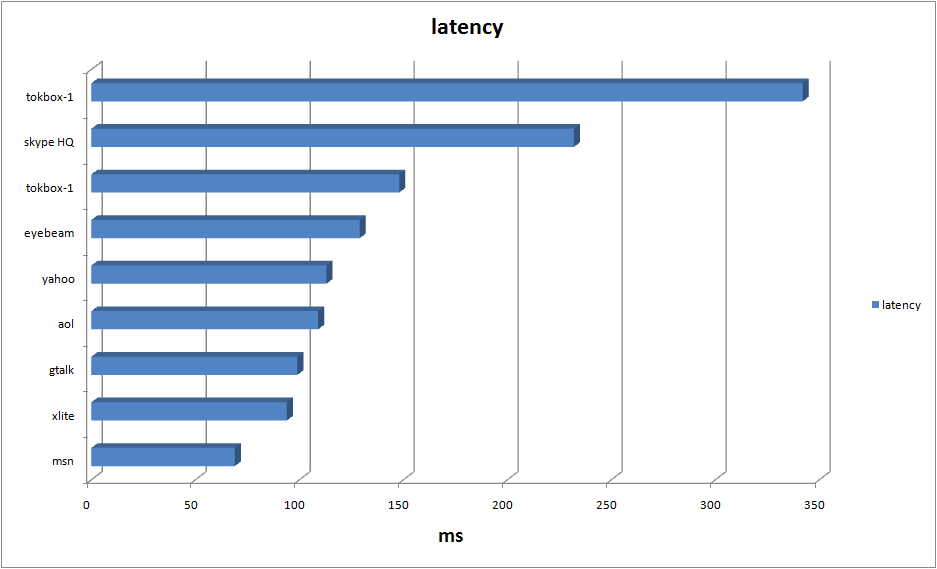 latency
tokbox-1
skype HQ
tokbox-1
eyebeam
yahoo
aol
gtalk
xlite
msn
latency
0 50 100 150 200 250 300 350
ms